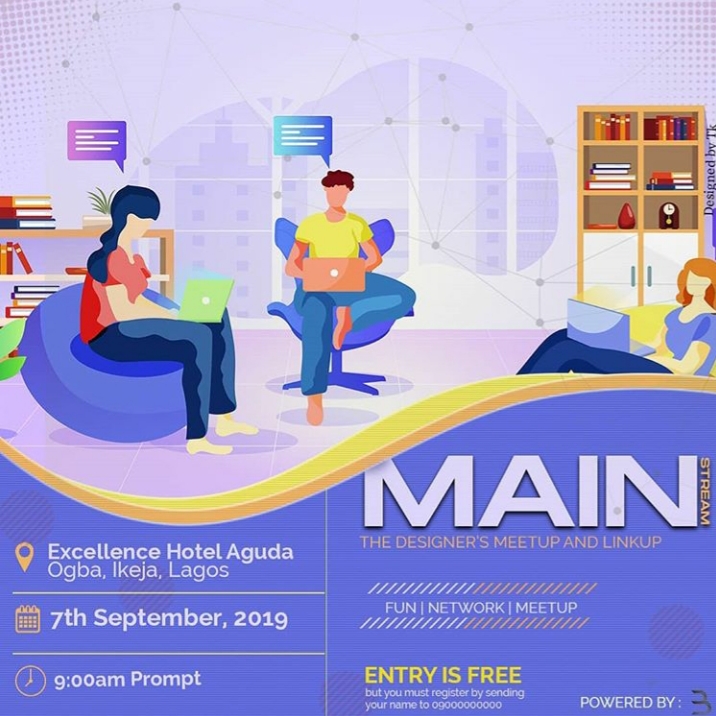 Designed by Tk
MAIN
STREAM
THE DESIGNER'S MEETUP AND LINKUP
Excellence Hotel Aguda
Ogba, Ikeja, Lagos
7th September, 2019
9:00am Prompt
FUN | NETWORK | MEETUP
ENTRY IS FREE
but you must register by sending
your name to 09000000000
POWERED BY :